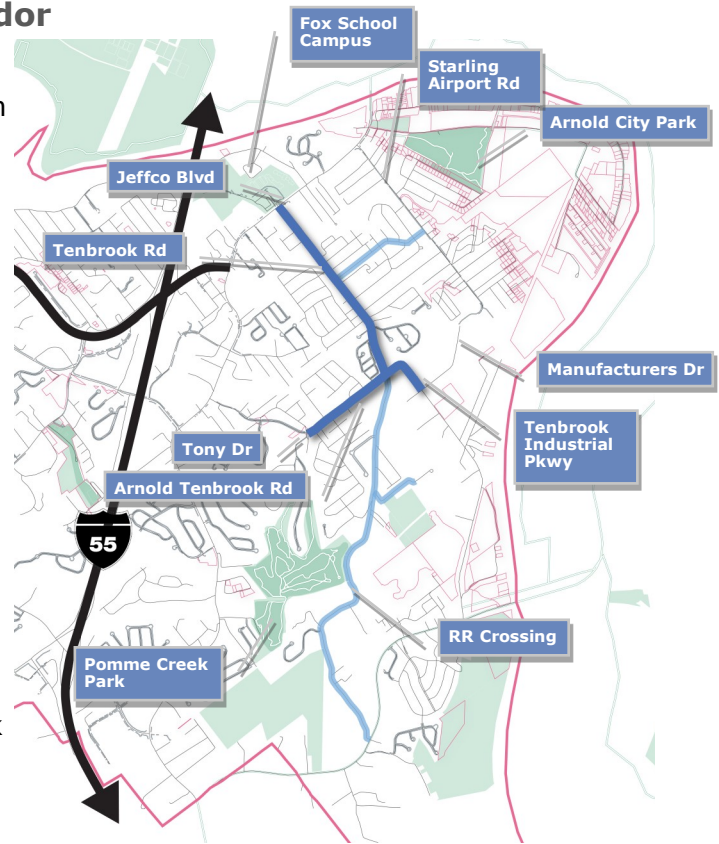 dor
Fox School
Campus
Starling
Airport Rd
Arnold City Park
Jeffco Blvd
Tenbrook Rd
Manufacturers Dr
Tenbrook
Industrial
Pkwy
Tony Dr
Arnold Tenbrook Rd
55
RR Crossing
Pomme Creek
Park